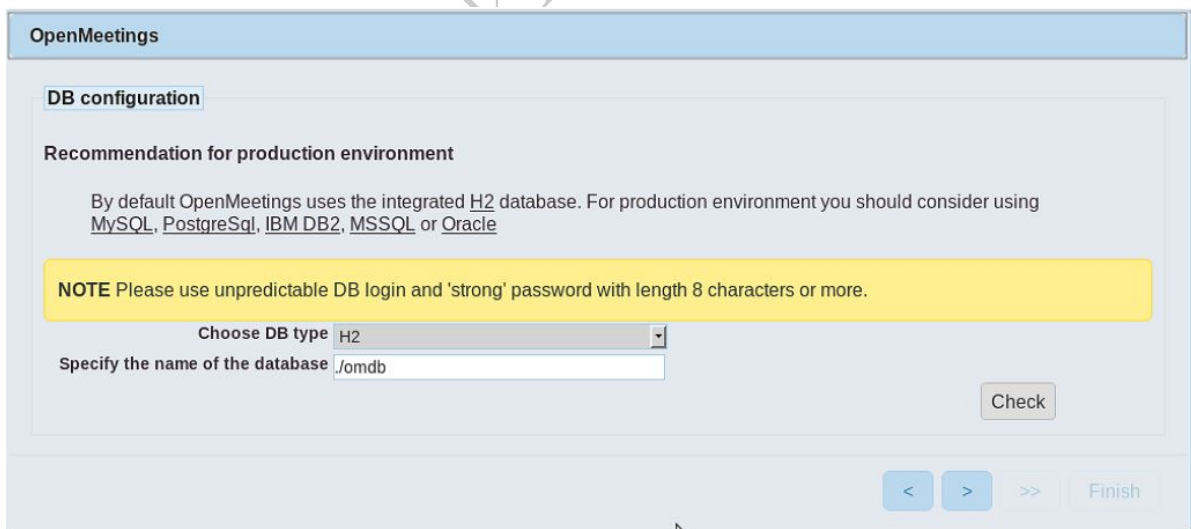 OpenMeetings
DB configuration
Recommendation for production environment
By default OpenMeetings uses the integrated H2 database. For production environment you should consider using
MySQL, PostgreSql, IBM DB2, MSSQL or Oracle
NOTE Please use unpredictable DB login and 'strong' password with length 8 characters or more.
Choose DB type H2
Specify the name of the database ./omdb
Check
< > >> Finish